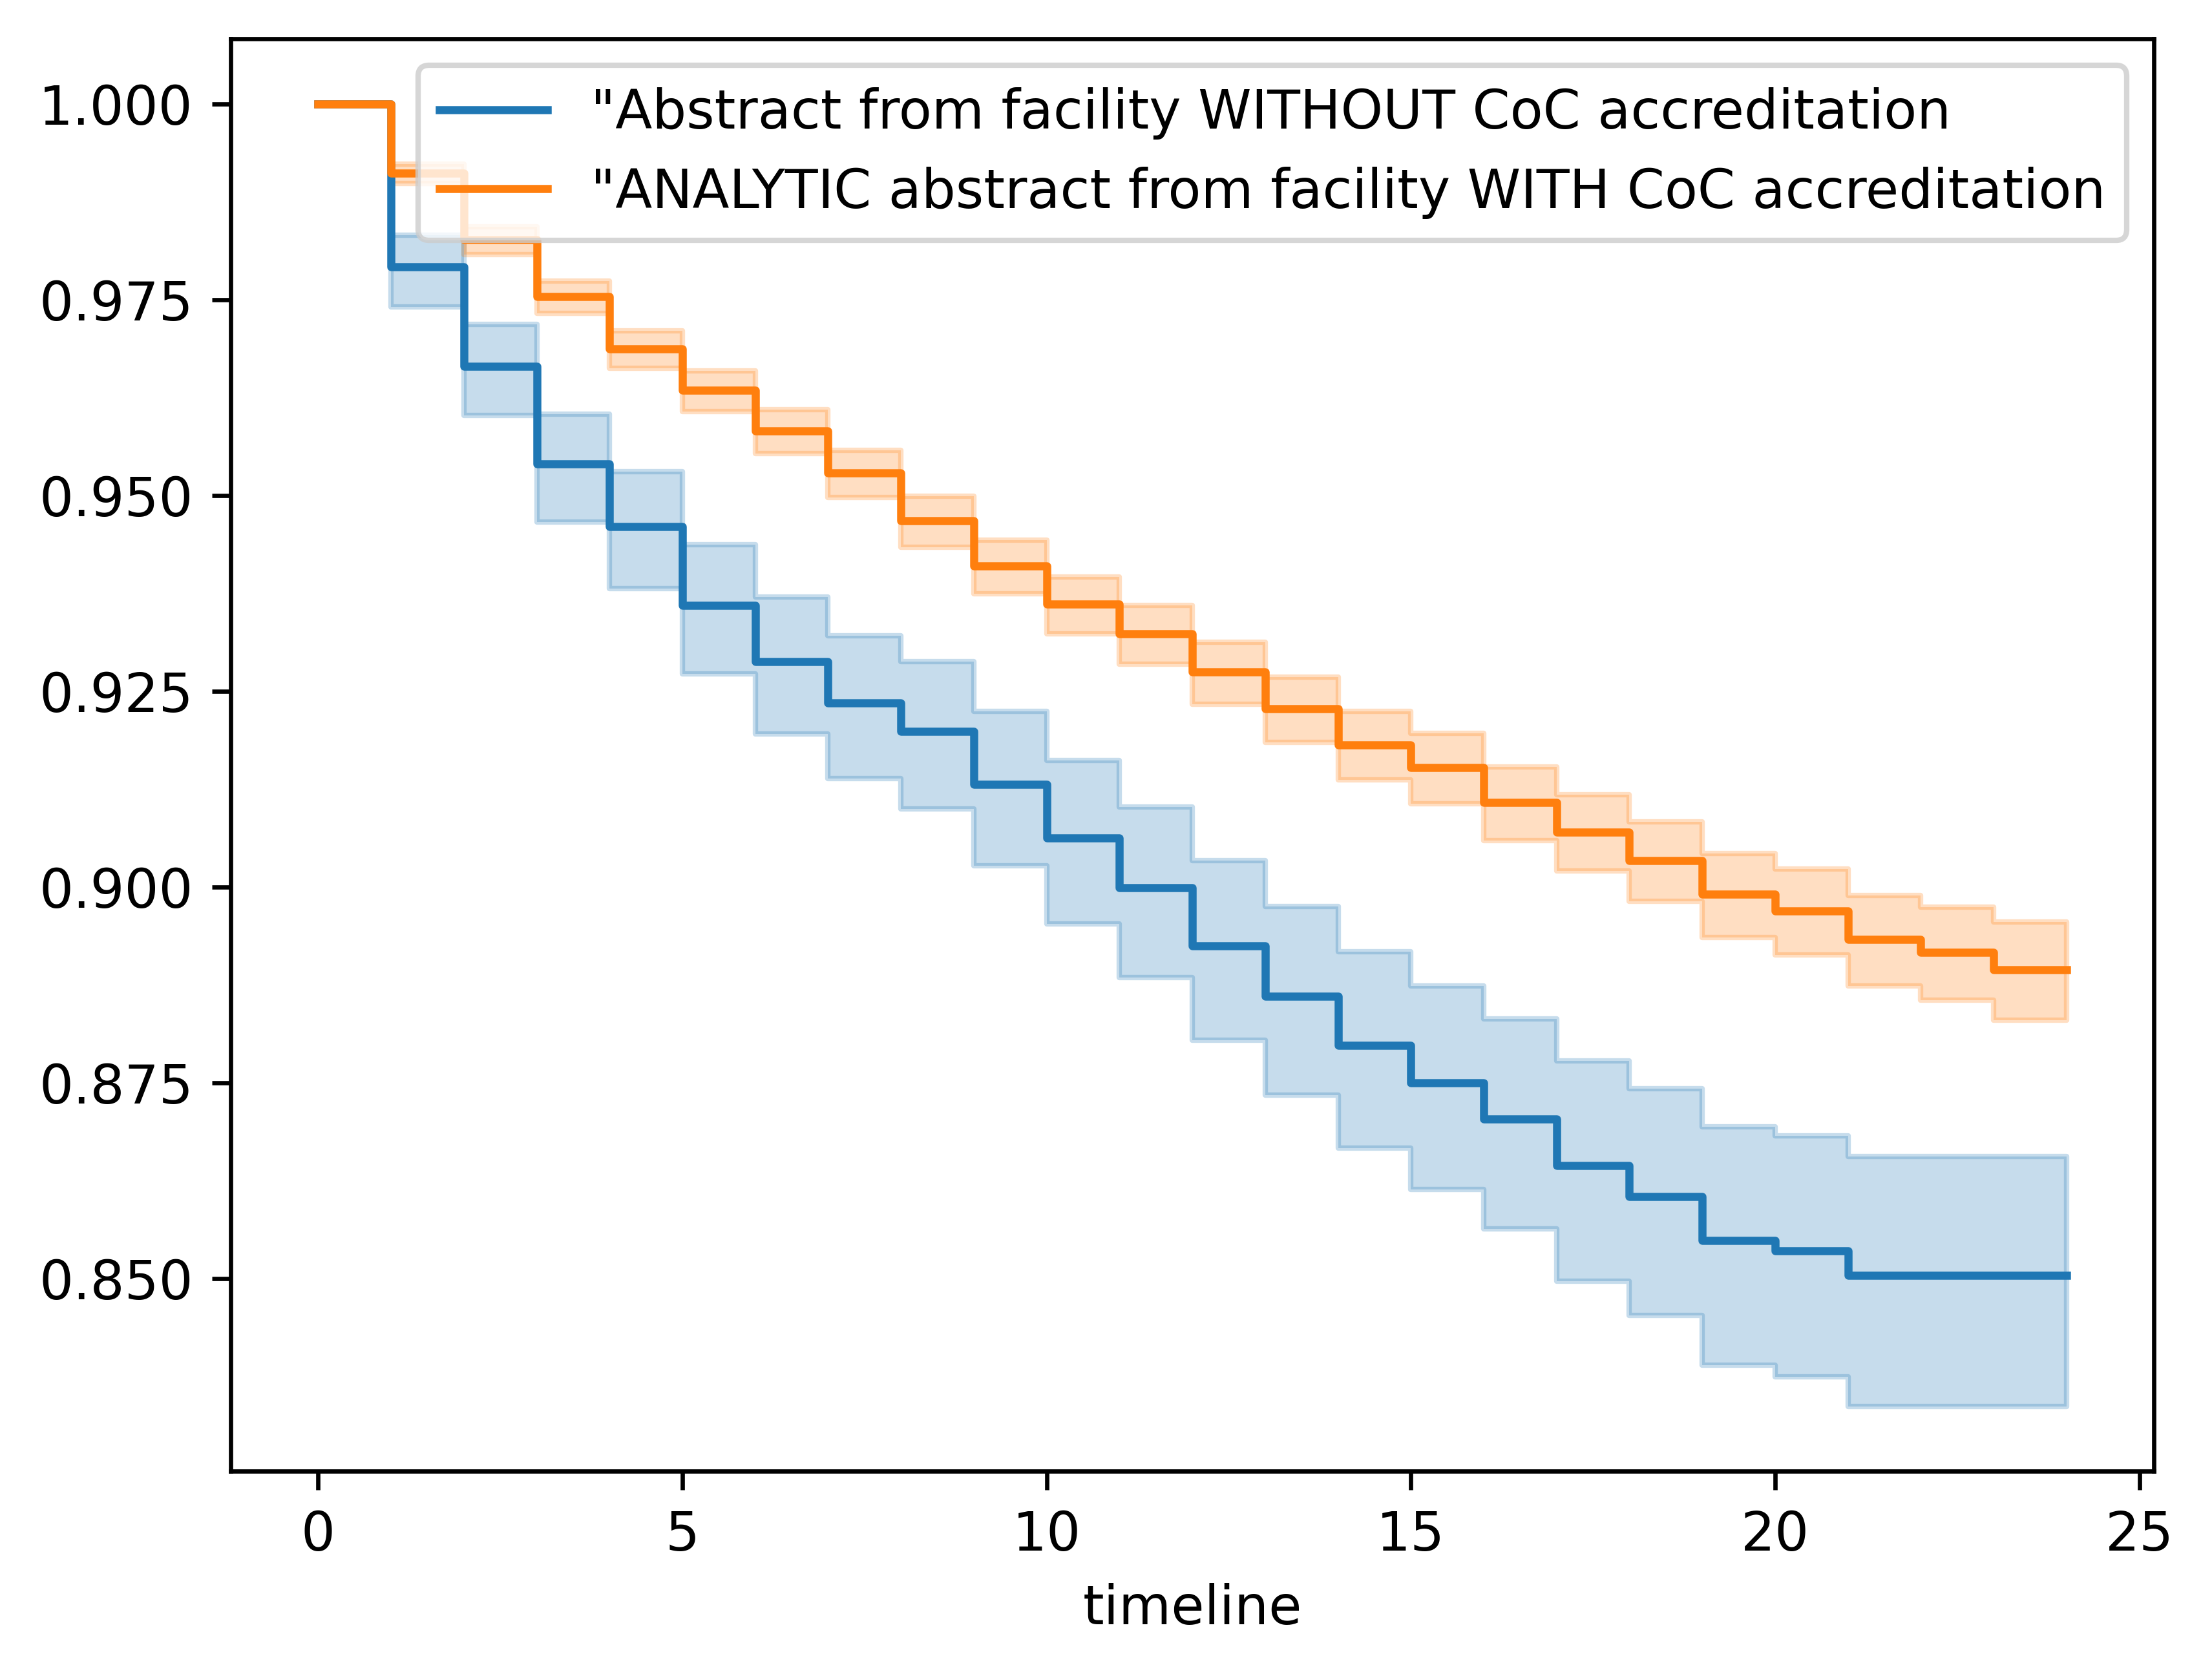 "Abstract from facility WITHOUT CoC accreditation
"ANALYTIC abstract from facility WITH CoC accreditation
1.000
0.975
0.950
0.925
0.900
0.875
0.850
0 5 10 15 20 25
timeline